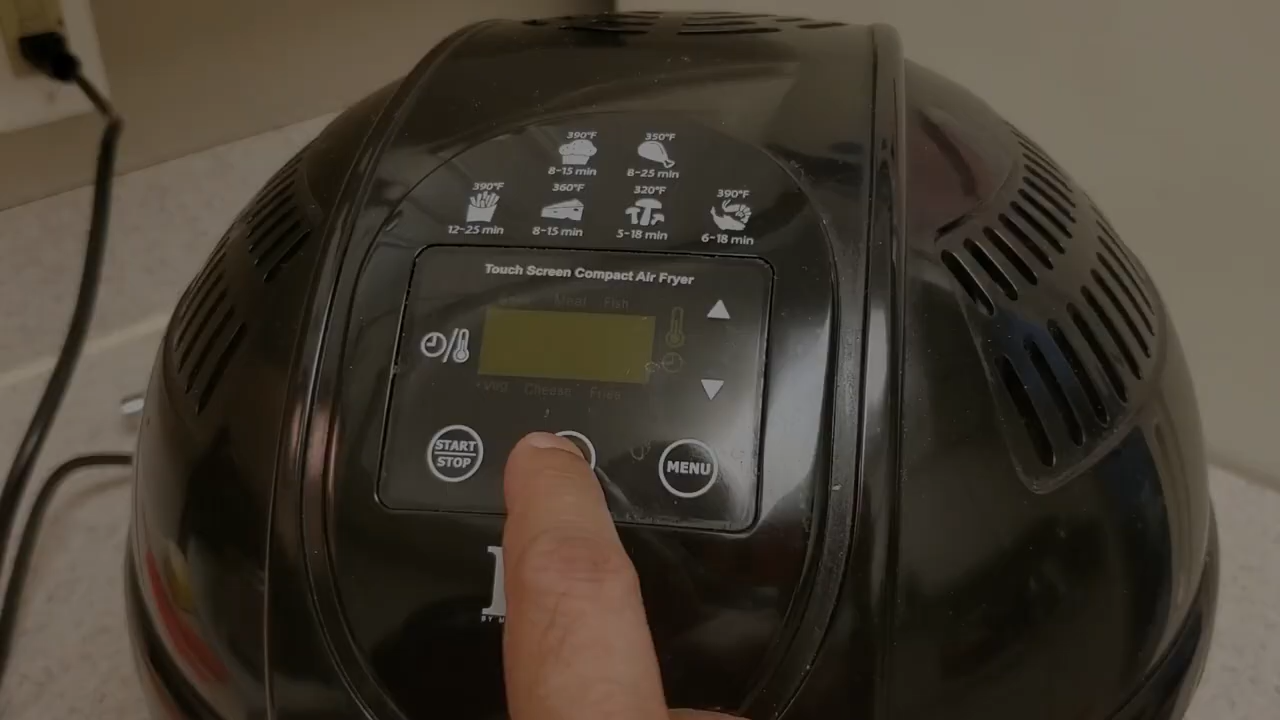 390°F 350°F
8-15 min 8-25 min
390°F 360°F 320°F 390°F
12-25 min 8-15 min 5-18 min 6-18 min
Touch Screen Compact Air Fryer
Meat Fish
Veg Cheese Fries
START
STOP
MENU
BY